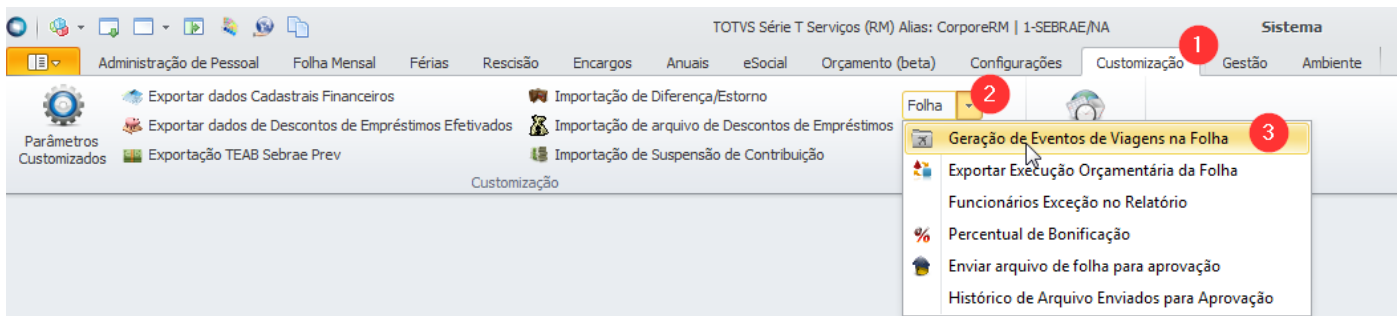 TOTVS Série T Serviços (RM) Alias: CorporeRM | 1-SEBRAE/NA Sistema
1
Administração de Pessoal Folha Mensal Férias Rescisão Encargos Anuais eSocial Orçamento (beta) Configurações Customização Gestão Ambiente
Parâmetros Customizados
Exportar dados Cadastrais Financeiros
Exportar dados de Descontos de Empréstimos Efetivados
Exportação TEAB Sebrae Prev
Importação de Diferença/Estorno
Importação de arquivo de Descontos de Empréstimos
Importação de Suspensão de Contribuição
Customização
Folha 2
Geração de Eventos de Viagens na Folha 3
Exportar Execução Orçamentária da Folha
Funcionários Exceção no Relatório
% Percentual de Bonificação
Enviar arquivo de folha para aprovação
Histórico de Arquivo Enviados para Aprovação